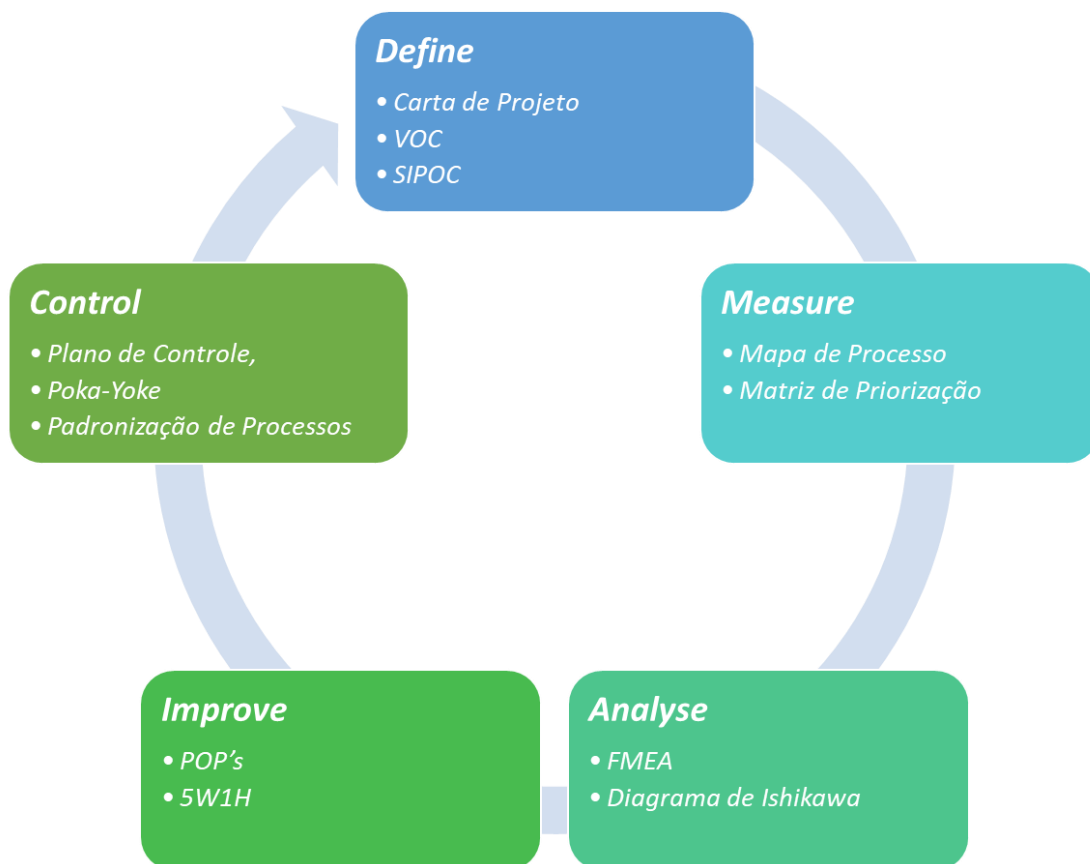 Define
• Carta de Projeto
• VOC
• SIPOC
Measure
• Mapa de Processo
• Matriz de Priorização
Analyse
• FMEA
• Diagrama de Ishikawa
Improve
• POP’s
• 5W1H
Control
• Plano de Controle,
• Poka-Yoke
• Padronização de Processos